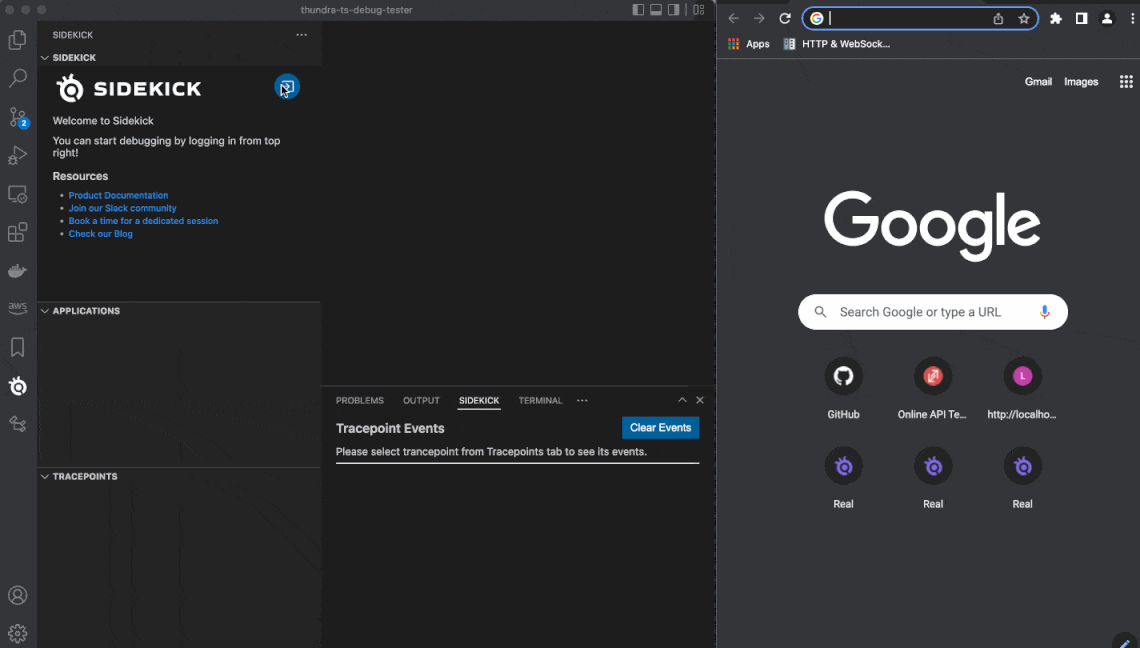 thundra-ts-debug-tester
SIDEKICK
SIDEKICK
SIDEKICK
Welcome to Sidekick
You can start debugging by logging in from top
right!
Resources
Product Documentation
Join our Slack community
Book a time for a dedicated session
Check our Blog
2
aws
APPLICATIONS
TRACEPOINTS
PROBLEMS OUTPUT SIDEKICK TERMINAL
Tracepoint Events
Clear Events
Please select trancepoint from Tracepoints tab to see its events.
Apps HTTP & WebSock...
Gmail Images
Google
Search Google or type a URL
L
GitHub Online API Te... http://localho...
Real Real Real